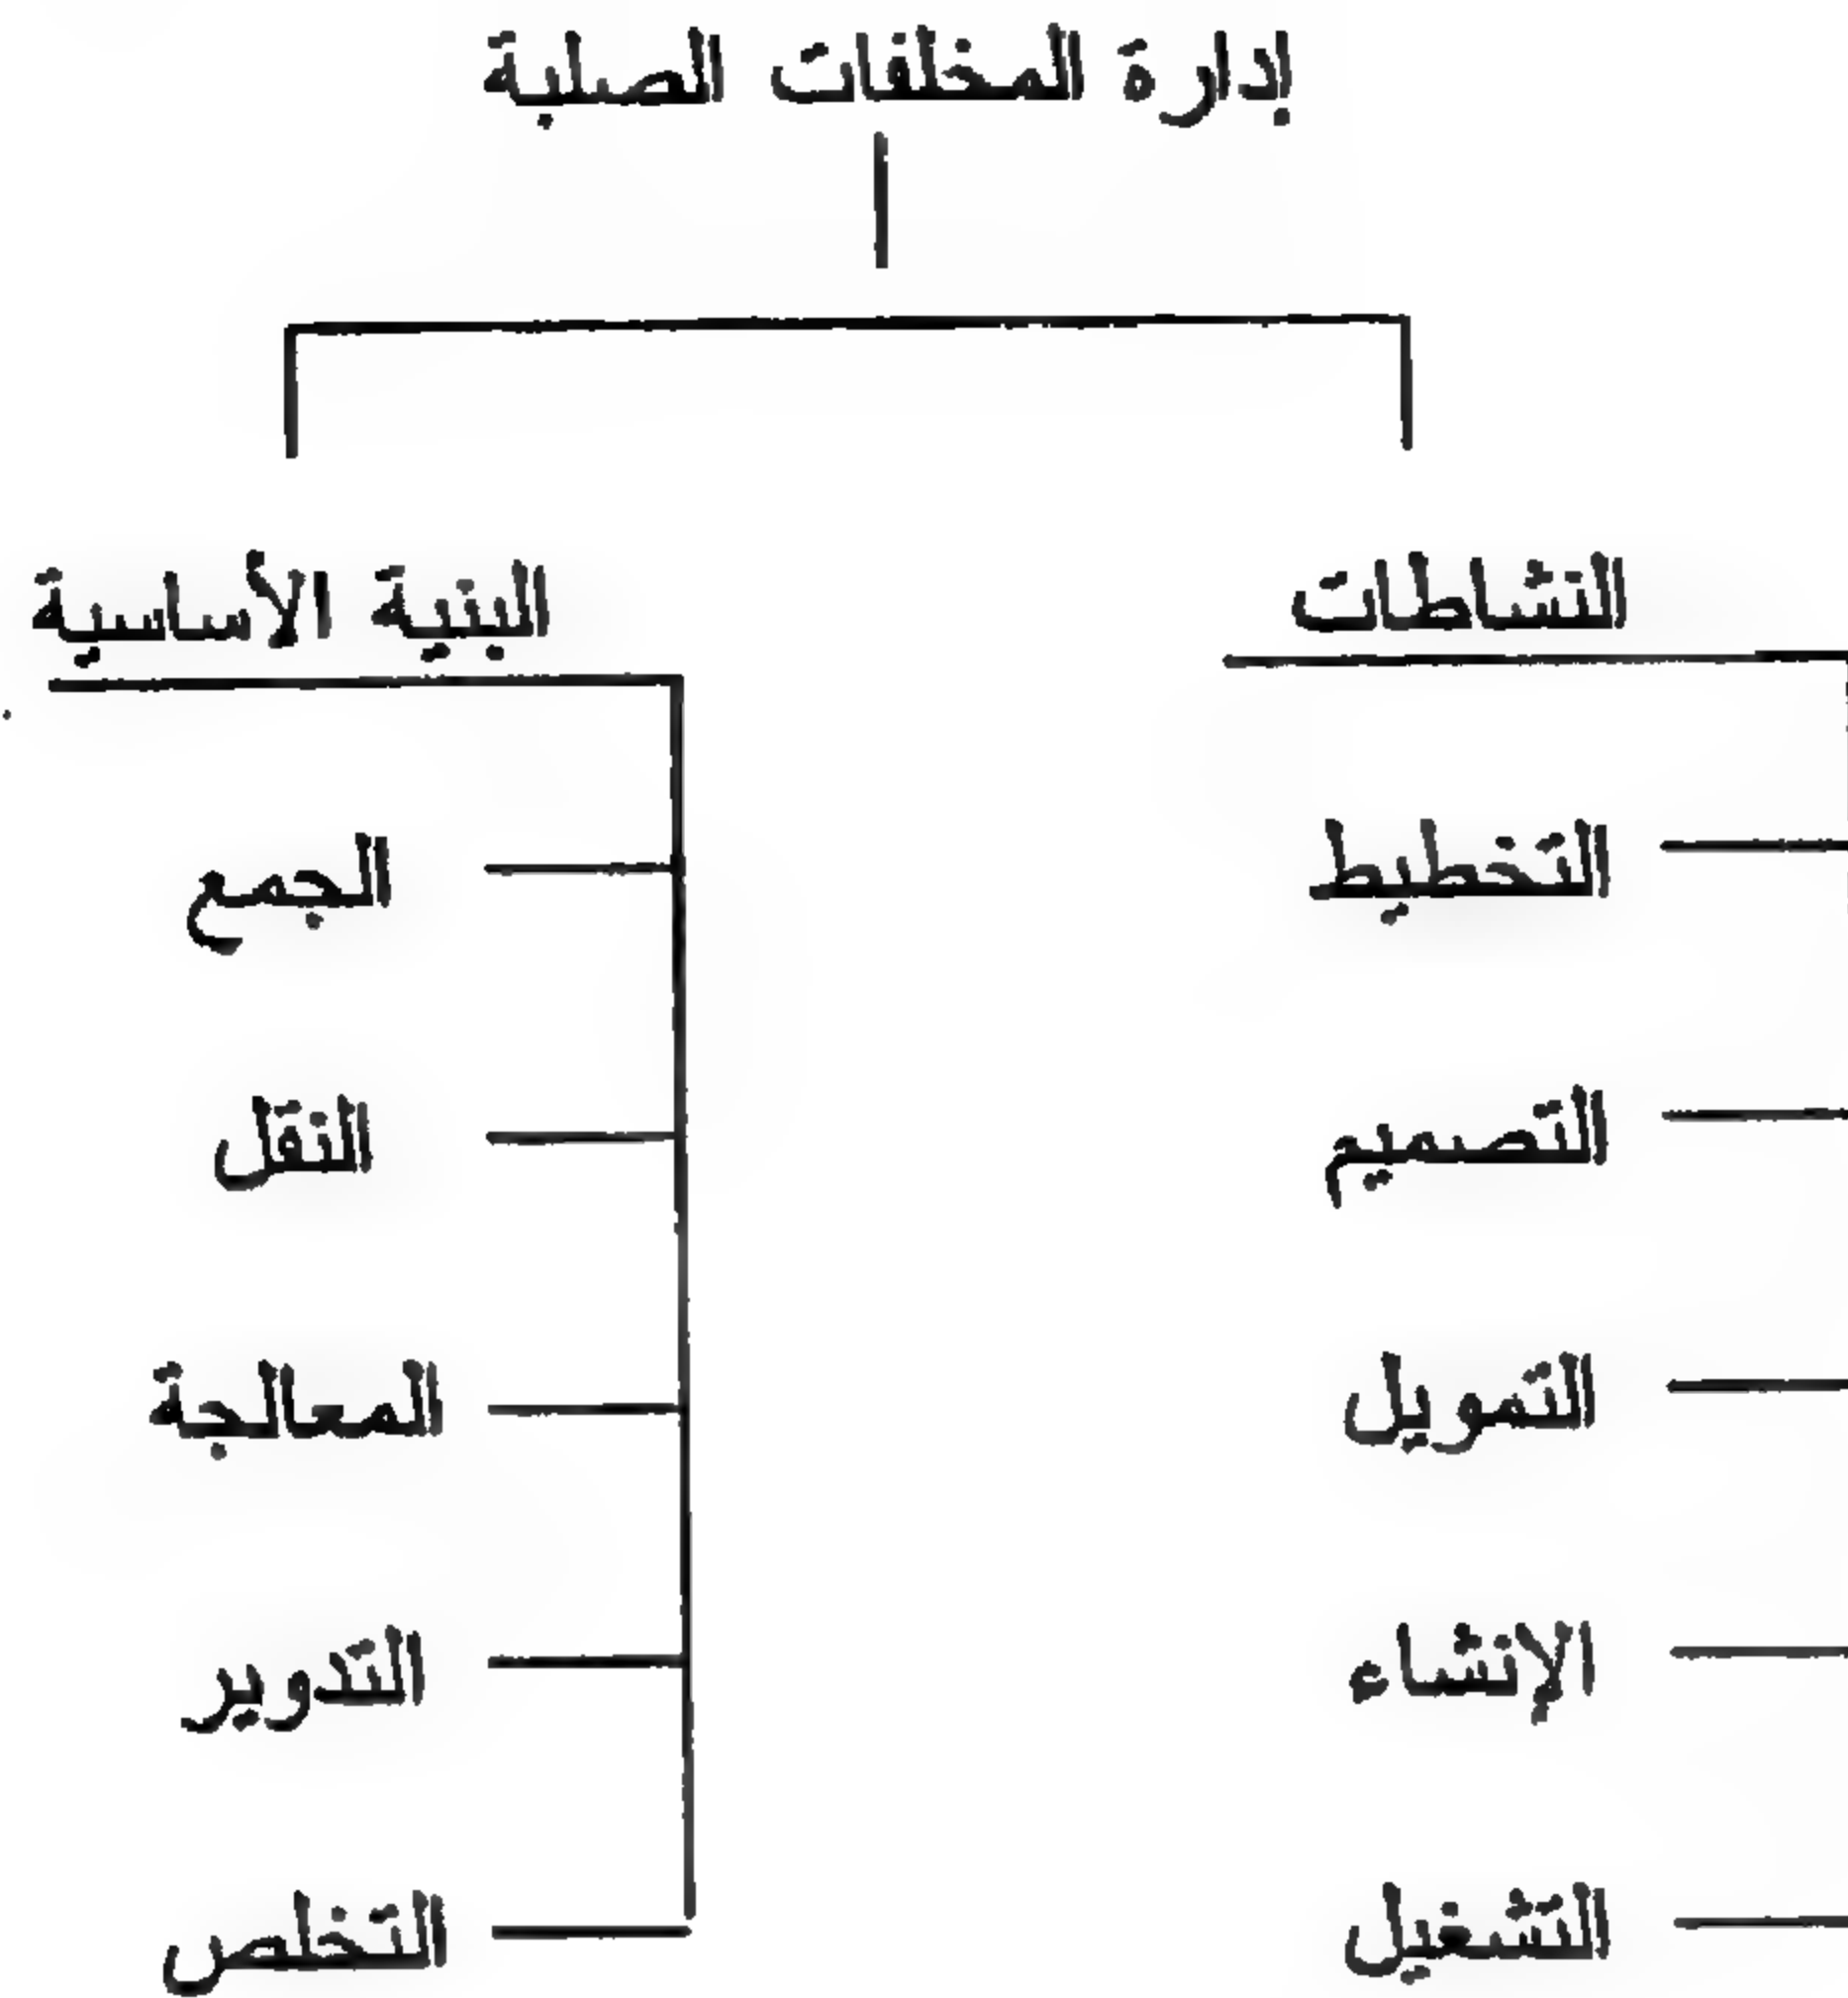 إدارة المخلفات الصلبة
النشاطات
التخطيط
التصميم
التمويل
الإنشاء
التشغيل
البنية الأساسية
الجمع
النقل
المعالجة
التدوير
التخلص